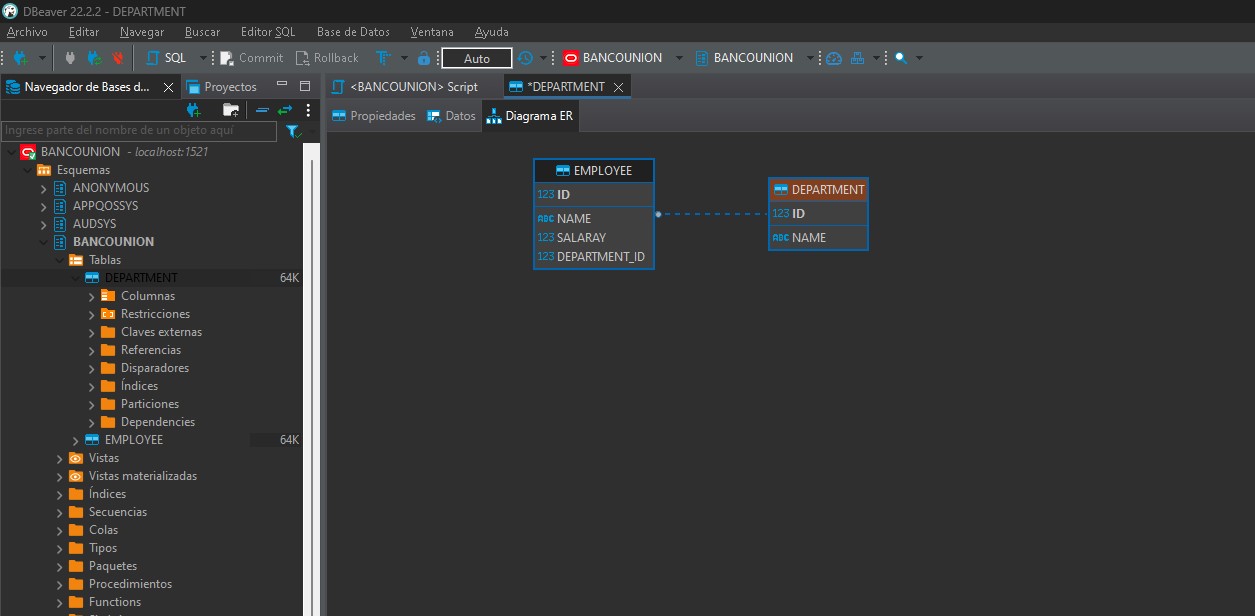 DBeaver 22.2.2 - DEPARTMENT
Archivo Editar Navegar Buscar Editor SQL Base de Datos Ventana Ayuda
SQL Commit Rollback Auto BANCOUNION BANCOUNION
Navegador de Bases d... Proyectos <BANCOUNION> Script *DEPARTMENT
Propiedades Datos Diagrama ER
Ingrese parte del nombre de un objeto aquí
BANCOUNION - localhost:1521
Esquemas
ANONYMOUS
APPQOSSYS
AUDSYS
BANCOUNION
Tablas
DEPARTMENT 64K
Columnas
Restricciones
Claves externas
Referencias
Disparadores
Índices
Particiones
Dependencies
EMPLOYEE 64K
Vistas
Vistas materializadas
Índices
Secuencias
Colas
Tipos
Paquetes
Procedimientos
Functions
EMPLOYEE
123 ID
ABC NAME
123 SALARAY
123 DEPARTMENT_ID
DEPARTMENT
123 ID
ABC NAME